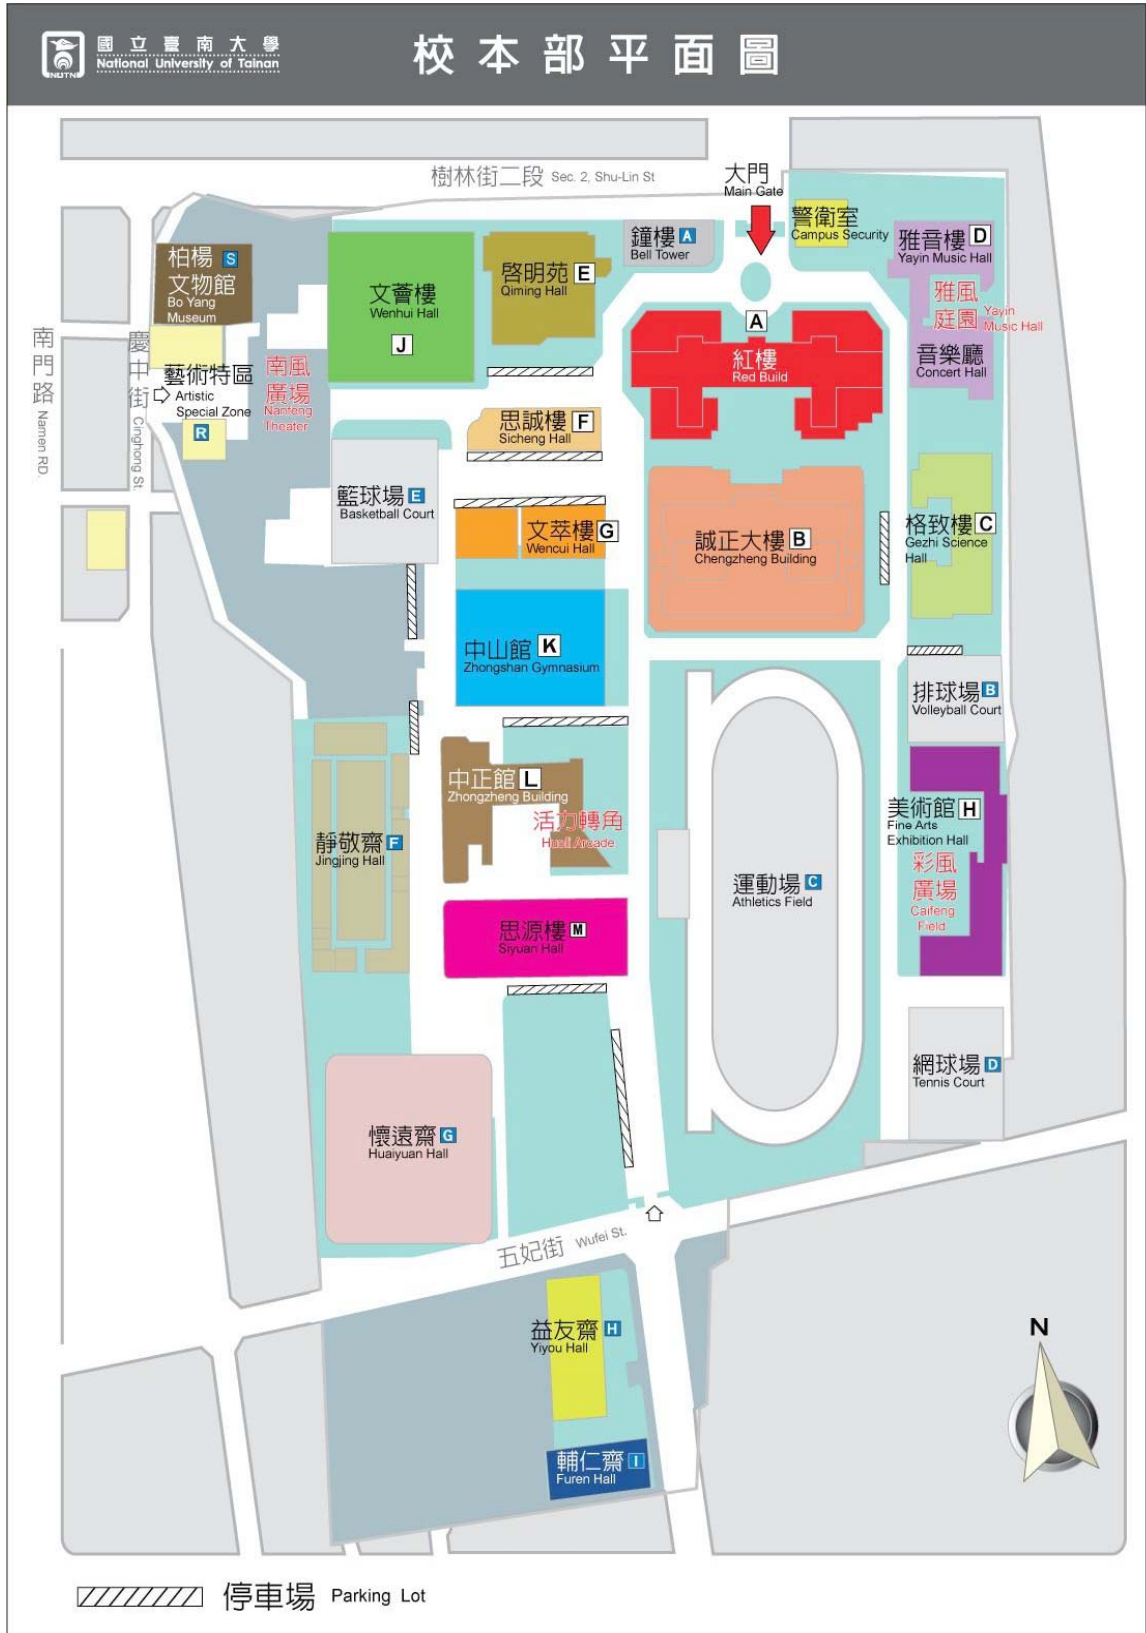 國立臺南大學
National University of Tainan
NUTN
校本部平面圖
樹林街二段 Sec. 2, Shu-Lin St
大門
Main Gate
警衛室
Campus Security
鐘樓 A
Bell Tower
雅音樓 D
Yayin Music Hall
雅風
庭園 Yayin
Music Hall
音樂廳
Concert Hall
柏楊 S
文物館
Bo Yang
Museum
文薈樓
Wenhui Hall
J
啓明苑 E
Qiming Hall
A
紅樓
Red Build
南門路 Namen RD.
慶中街 Cinghong St.
藝術特區
Artistic
Special Zone
R
南風
廣場
Nanfeng
Theater
思誠樓 F
Sicheng Hall
籃球場 E
Basketball Court
文萃樓 G
Wencui Hall
誠正大樓 B
Chengzheng Building
格致樓 C
Gezhi Science
Hall
中山館 K
Zhongshan Gymnasium
排球場 B
Volleyball Court
中正館 L
Zhongzheng Building
活力轉角
Huoli Arcade
美術館 H
Fine Arts
Exhibition Hall
彩風
廣場
Caifeng
Field
靜敬齋 F
Jingjing Hall
運動場 C
Athletics Field
思源樓 M
Siyuan Hall
網球場 D
Tennis Court
懷遠齋 G
Huaiyuan Hall
五妃街 Wufei St.
益友齋 H
Yiyou Hall
輔仁齋 I
Furen Hall
N
停車場 Parking Lot